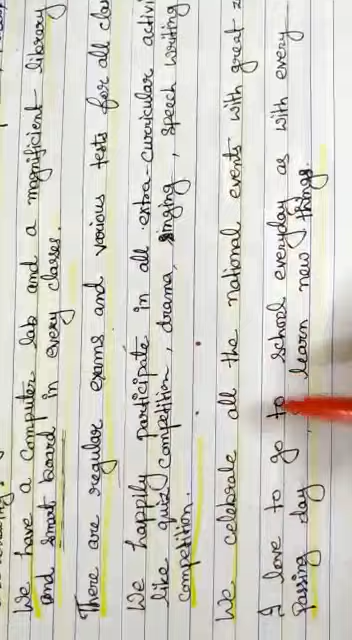 We have a computer lab and a magnificient library
and smart board in every classes.
There are regular exams and various tests for all
We happily participate in all extra-curricular
like quiz competition, drama, singing, speech writing
competition.
We celebrate all the national events with great
I love to go to school everyday as with every
passing day, learn new things.